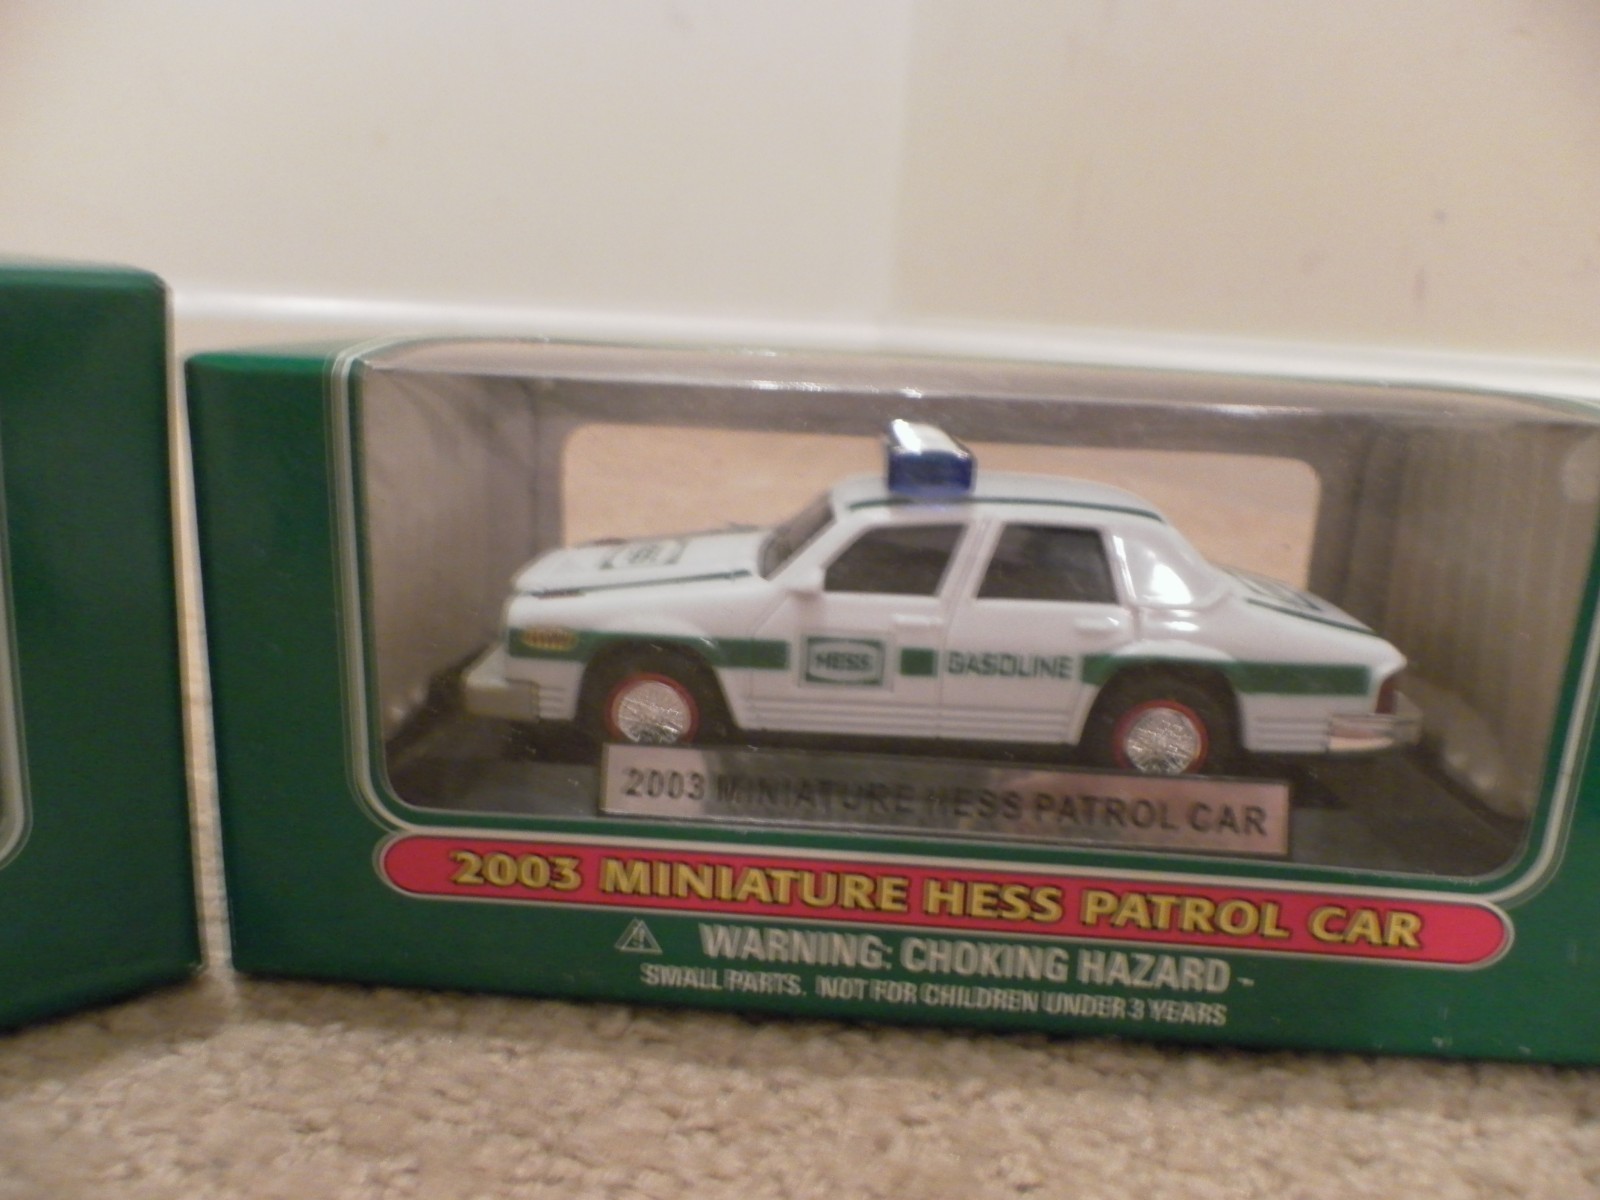 HESS GASOLINE
2003 MINIATURE HESS PATROL CAR
2003 MINIATURE HESS PATROL CAR
WARNING: CHOKING HAZARD -
SMALL PARTS. NOT FOR CHILDREN UNDER 3 YEARS